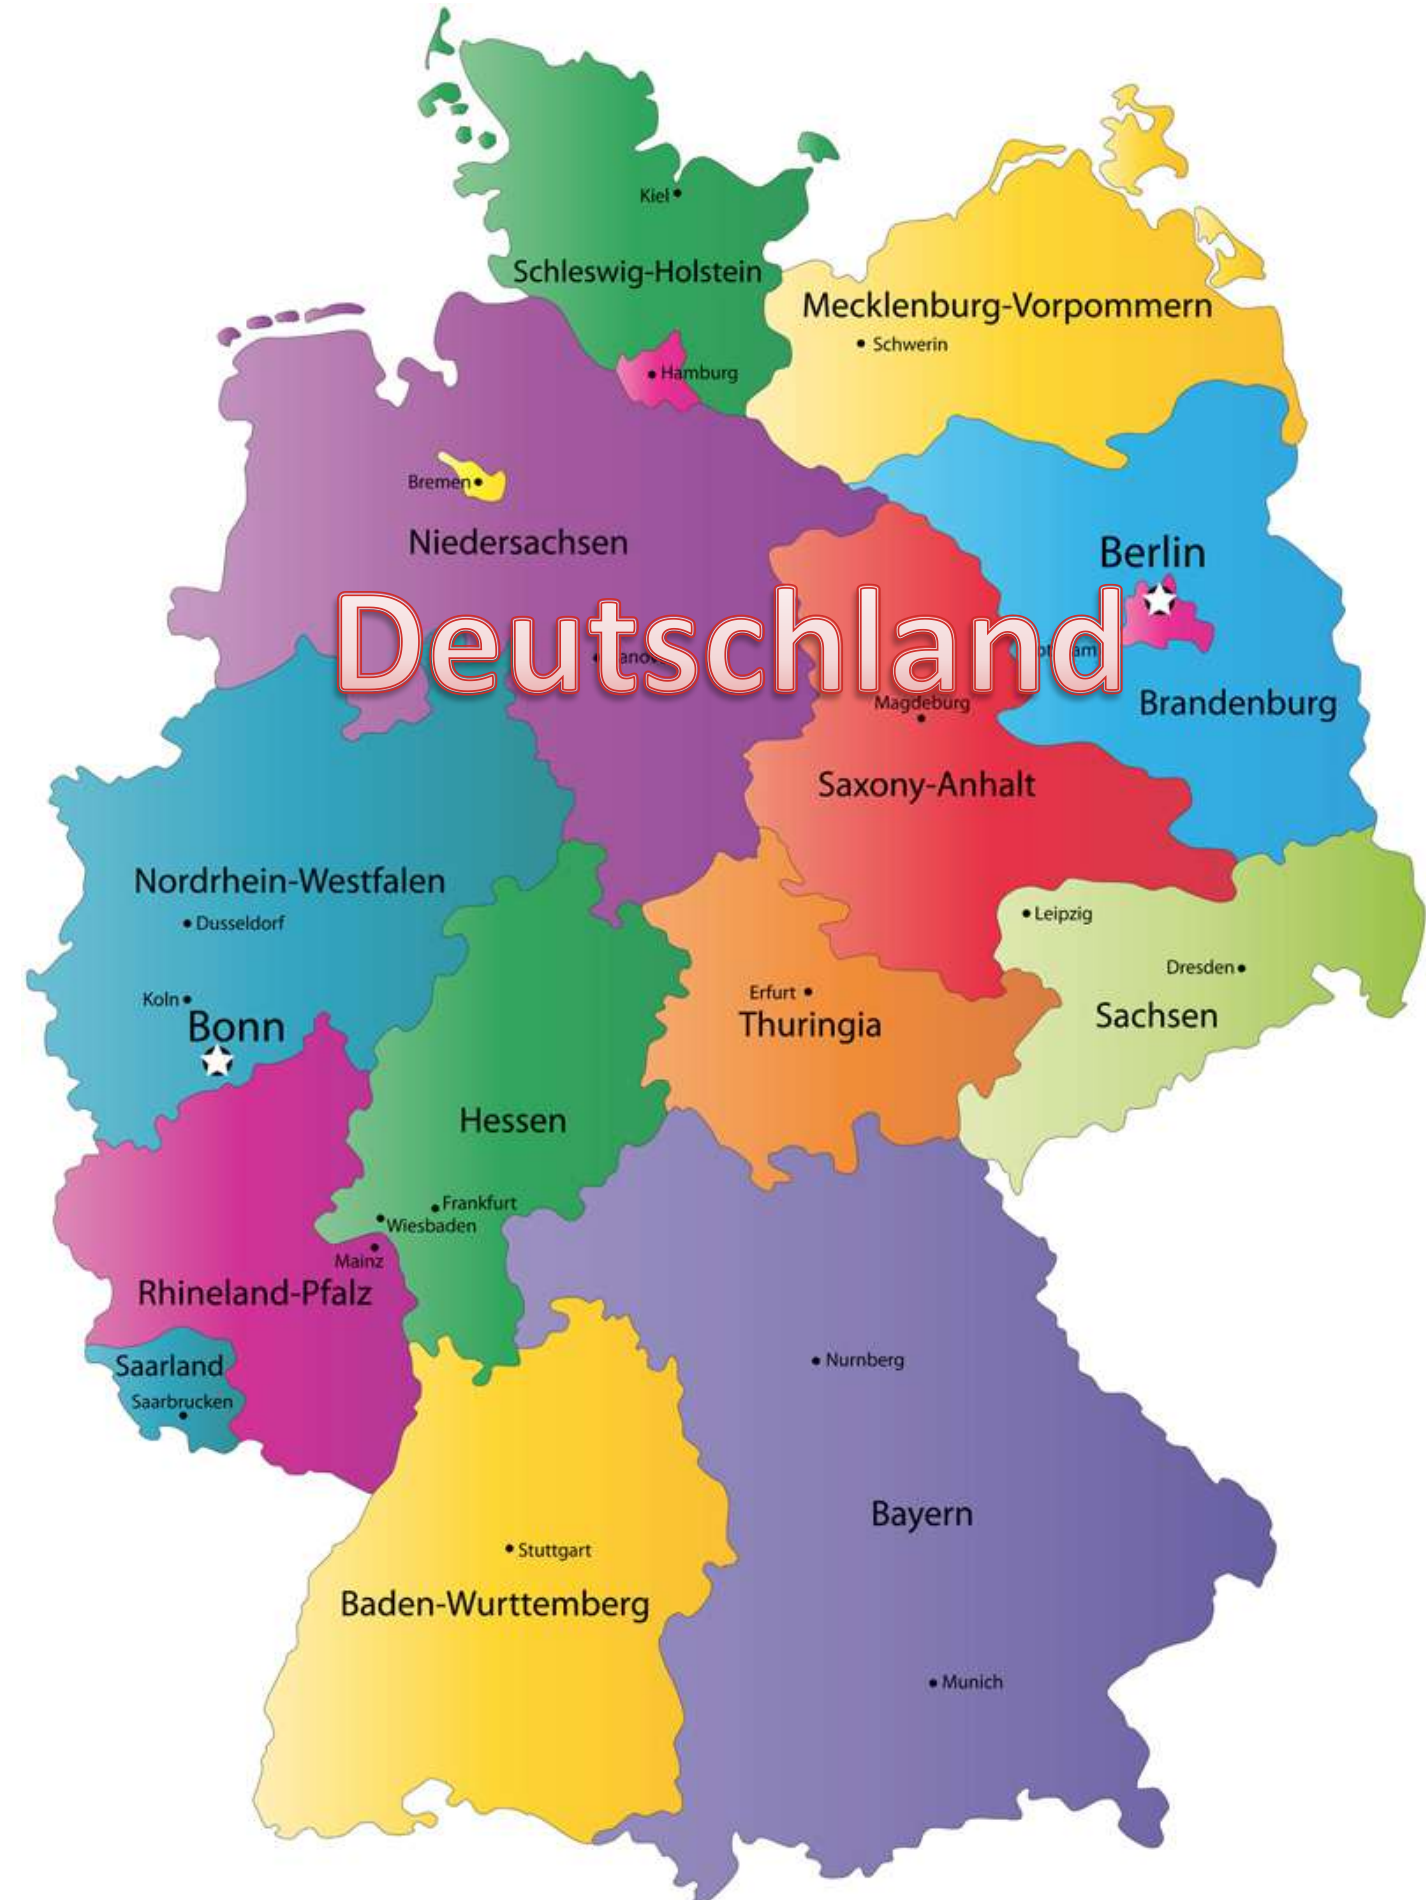 Kiel
Schleswig-Holstein
Mecklenburg-Vorpommern
Schwerin
Hamburg
Bremen
Niedersachsen
Berlin
Deutschland
Brandenburg
Magdeburg
Saxony-Anhalt
Nordrhein-Westfalen
Dusseldorf
Leipzig
Dresden
Koln
Erfurt
Bonn
Thuringia
Sachsen
Hessen
Frankfurt
Wiesbaden
Mainz
Rhineland-Pfalz
Saarland
Saarbrucken
Nurnberg
Bayern
Stuttgart
Baden-Wurttemberg
Munich